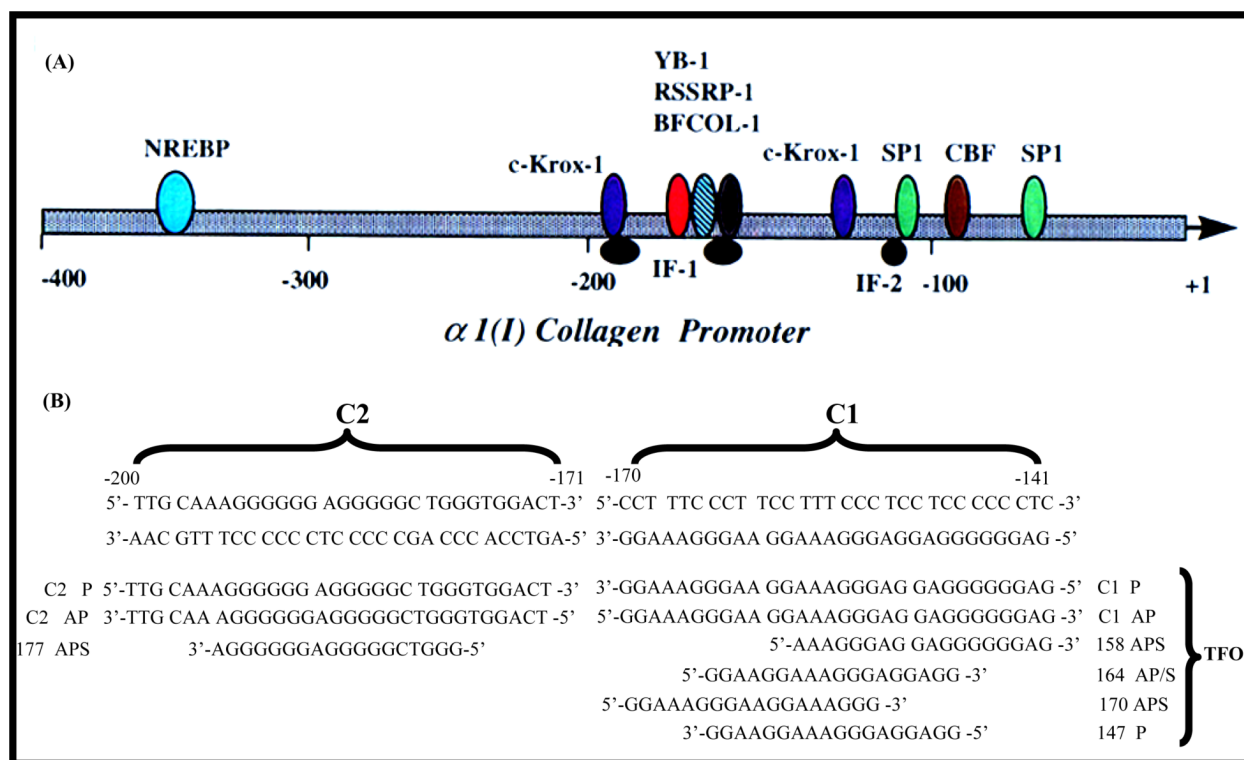 (A)
YB-1
RSSRP-1
BFCOL-1
NREBP
c-Krox-1
c-Krox-1
SP1
CBF
SP1
IF-1
IF-2
-400
-300
-200
-100
+1
α1(I) Collagen Promoter
(B)
C2
C1
-200
-171
-170
-141
5’- TTG CAAAGGGGGG AGGGGGC TGGGTGGACT-3’
5’-CCT TTC CCT TCC TTT CCC TCC TCC CCC CTC -3’
3’-AAC GTT TCC CCC CTC CCC CGA CCC ACCTGA-5’
3’-GGAAAGGGAA GGAAAGGGAGGAGGGGGGAG -5’
C2 P 5’-TTG CAAAGGGGGG AGGGGGC TGGGTGGACT -3’
3’-GGAAAGGGAA GGAAAGGGAG GAGGGGGGAG -5’ C1 P
C2 AP 3’-TTG CAA AGGGGGGAGGGGGCTGGGTGGACT -5’
5’-GGAAAGGGAA GGAAAGGGAG GAGGGGGGAG -3’ C1 AP
177 APS 3’-AGGGGGGAGGGGGCTGGG-5’
5’-AAAGGGAG GAGGGGGGAG -3’ 158 APS
5’-GGAAGGAAAGGGAGGAGG -3’ 164 AP/S
5’-GGAAAGGGAAGGAAAGGG -3’ 170 APS
3’-GGAAGGAAAGGGAGGAGG -5’ 147 P
TFO